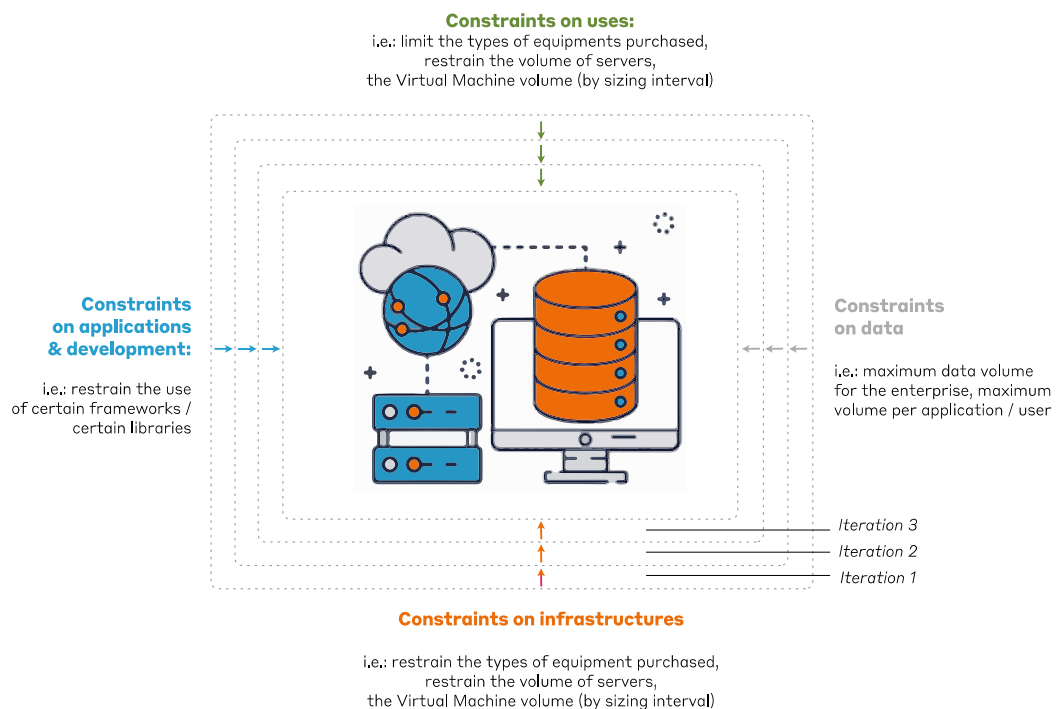 Constraints on uses:
i.e.: limit the types of equipments purchased,
restrain the volume of servers,
the Virtual Machine volume (by sizing interval)
Constraints
on applications
& development:
i.e.: restrain the use
of certain frameworks /
certain libraries
Constraints
on data
i.e.: maximum data volume
for the enterprise, maximum
volume per application / user
Iteration 3
Iteration 2
Iteration 1
Constraints on infrastructures
i.e.: restrain the types of equipment purchased,
restrain the volume of servers,
the Virtual Machine volume (by sizing interval)